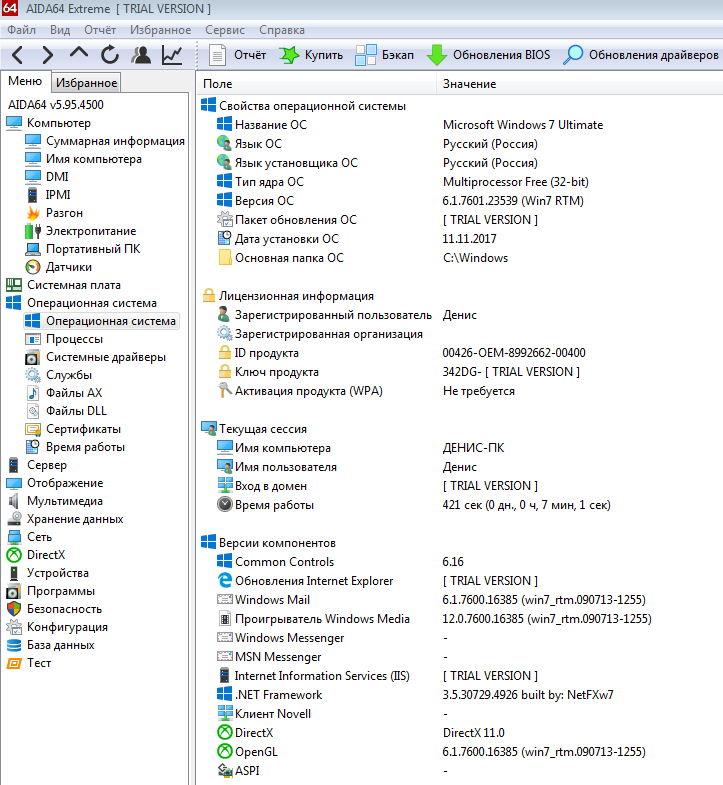 64 AIDA64 Extreme [ TRIAL VERSION ]
Файл Вид Отчёт Избранное Сервис Справка
Отчёт Купить Бэкап Обновления BIOS Обновления драйверов
Меню Избранное
AIDA64 v5.95.4500
Компьютер
Суммарная информация
Имя компьютера
DMI
IPMI
Разгон
Электропитание
Портативный ПК
Датчики
Системная плата
Операционная система
Операционная система
Процессы
Системные драйверы
Службы
Файлы AX
Файлы DLL
Сертификаты
Время работы
Сервер
Отображение
Мультимедиа
Хранение данных
Сеть
DirectX
Устройства
Программы
Безопасность
Конфигурация
База данных
Тест
Поле Значение
Свойства операционной системы
Название ОС Microsoft Windows 7 Ultimate
Язык ОС Русский (Россия)
Язык установщика ОС Русский (Россия)
Тип ядра ОС Multiprocessor Free (32-bit)
Версия ОС 6.1.7601.23539 (Win7 RTM)
Пакет обновления ОС [ TRIAL VERSION ]
Дата установки ОС 11.11.2017
Основная папка ОС C:\Windows
Лицензионная информация
Зарегистрированный пользователь Денис
Зарегистрированная организация
ID продукта 00426-OEM-8992662-00400
Ключ продукта 342DG- [ TRIAL VERSION ]
Активация продукта (WPA) Не требуется
Текущая сессия
Имя компьютера ДЕНИС-ПК
Имя пользователя Денис
Вход в домен [ TRIAL VERSION ]
Время работы 421 сек (0 дн., 0 ч, 7 мин, 1 сек)
Версии компонентов
Common Controls 6.16
Обновления Internet Explorer [ TRIAL VERSION ]
Windows Mail 6.1.7600.16385 (win7_rtm.090713-1255)
Проигрыватель Windows Media 12.0.7600.16385 (win7_rtm.090713-1255)
Windows Messenger -
MSN Messenger -
Internet Information Services (IIS) [ TRIAL VERSION ]
.NET Framework 3.5.30729.4926 built by: NetFXw7
Клиент Novell -
DirectX DirectX 11.0
OpenGL 6.1.7600.16385 (win7_rtm.090713-1255)
ASPI -